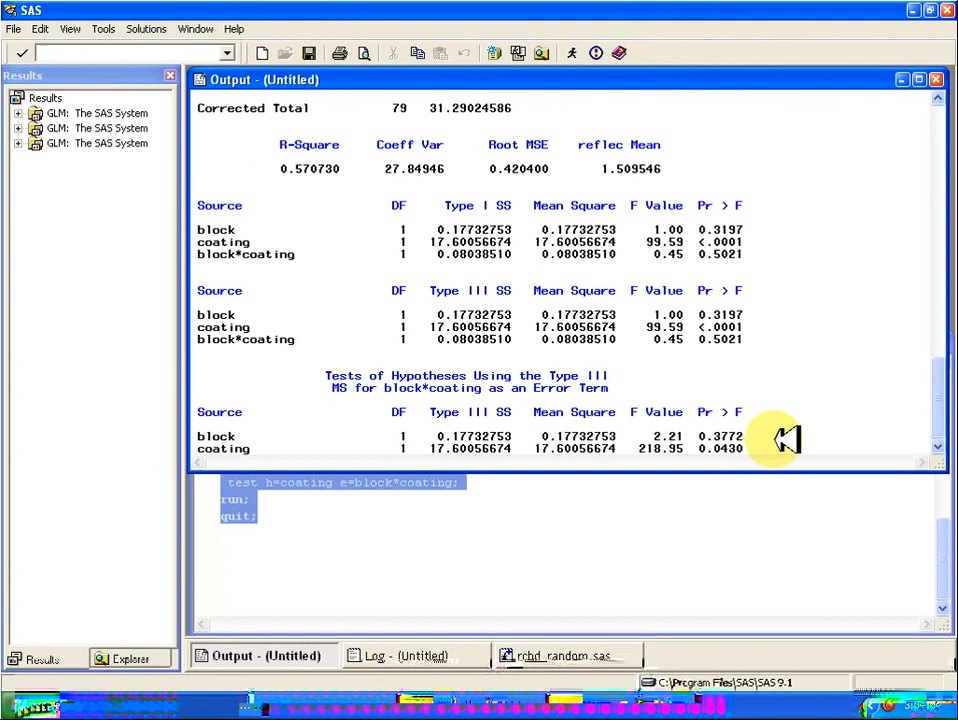 SAS
File Edit View Tools Solutions Window Help
Results
Results
GLM: The SAS System
GLM: The SAS System
GLM: The SAS System
Output - (Untitled)
Corrected Total 79 31.29024586
R-Square Coeff Var Root MSE reflec Mean
0.570730 27.84946 0.420400 1.509546
Source DF Type I SS Mean Square F Value Pr > F
block 1 0.17732753 0.17732753 1.00 0.3197
coating 1 17.60056674 17.60056674 99.59 <.0001
block*coating 1 0.08038510 0.08038510 0.45 0.5021
Source DF Type III SS Mean Square F Value Pr > F
block 1 0.17732753 0.17732753 1.00 0.3197
coating 1 17.60056674 17.60056674 99.59 <.0001
block*coating 1 0.08038510 0.08038510 0.45 0.5021
Tests of Hypotheses Using the Type III
MS for block*coating as an Error Term
Source DF Type III SS Mean Square F Value Pr > F
block 1 0.17732753 0.17732753 2.21 0.3772
coating 1 17.60056674 17.60056674 218.95 0.0430
test h=coating e=block*coating;
run;
quit;
Results Explorer Output - (Untitled) Log - (Untitled) rcbd_random.sas
C:\Program Files\SAS\SAS 9.1